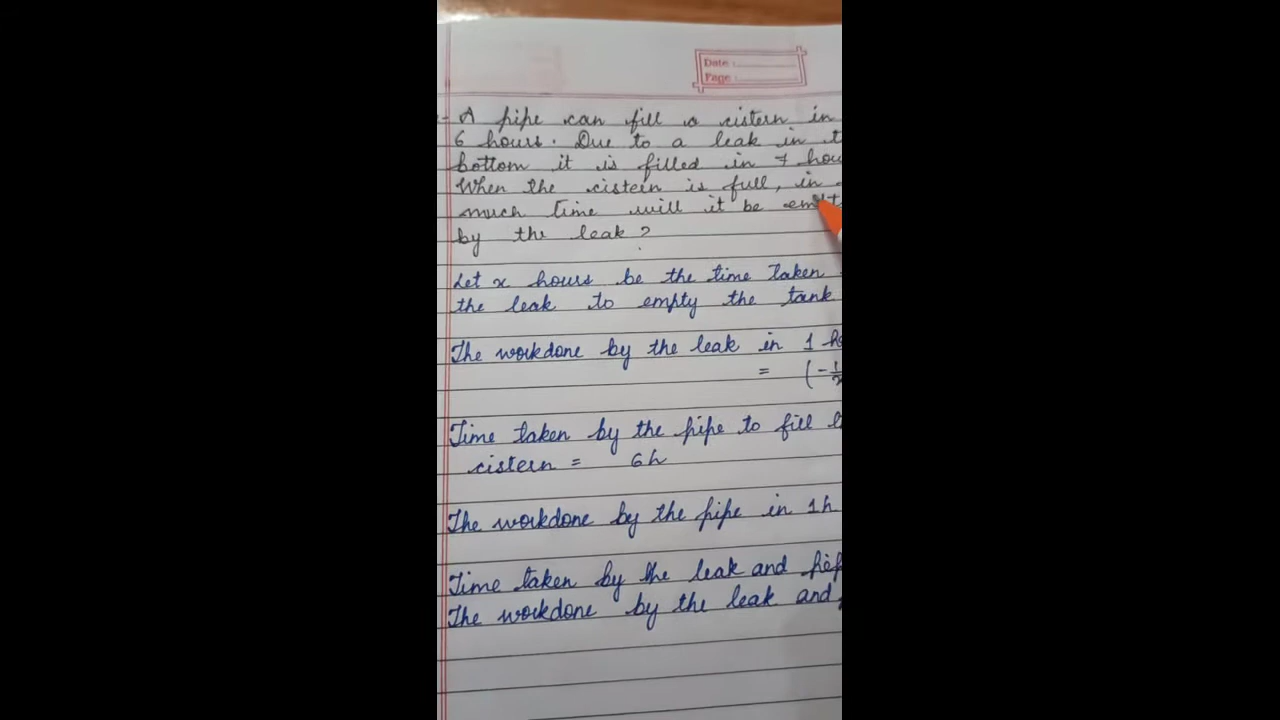 Date :
Page :
A pipe can fill a cistern in
6 hours. Due to a leak in
bottom it is filled in 7
When the cistern is full, in
much time will it be
by the leak ?
Let x hours be the time taken
the leak to empty the tank
The workdone by the leak in 1
= (-1/x
Time taken by the pipe to fill
cistern = 6h
The workdone by the pipe in 1h
Time taken by the leak and
The workdone by the leak and